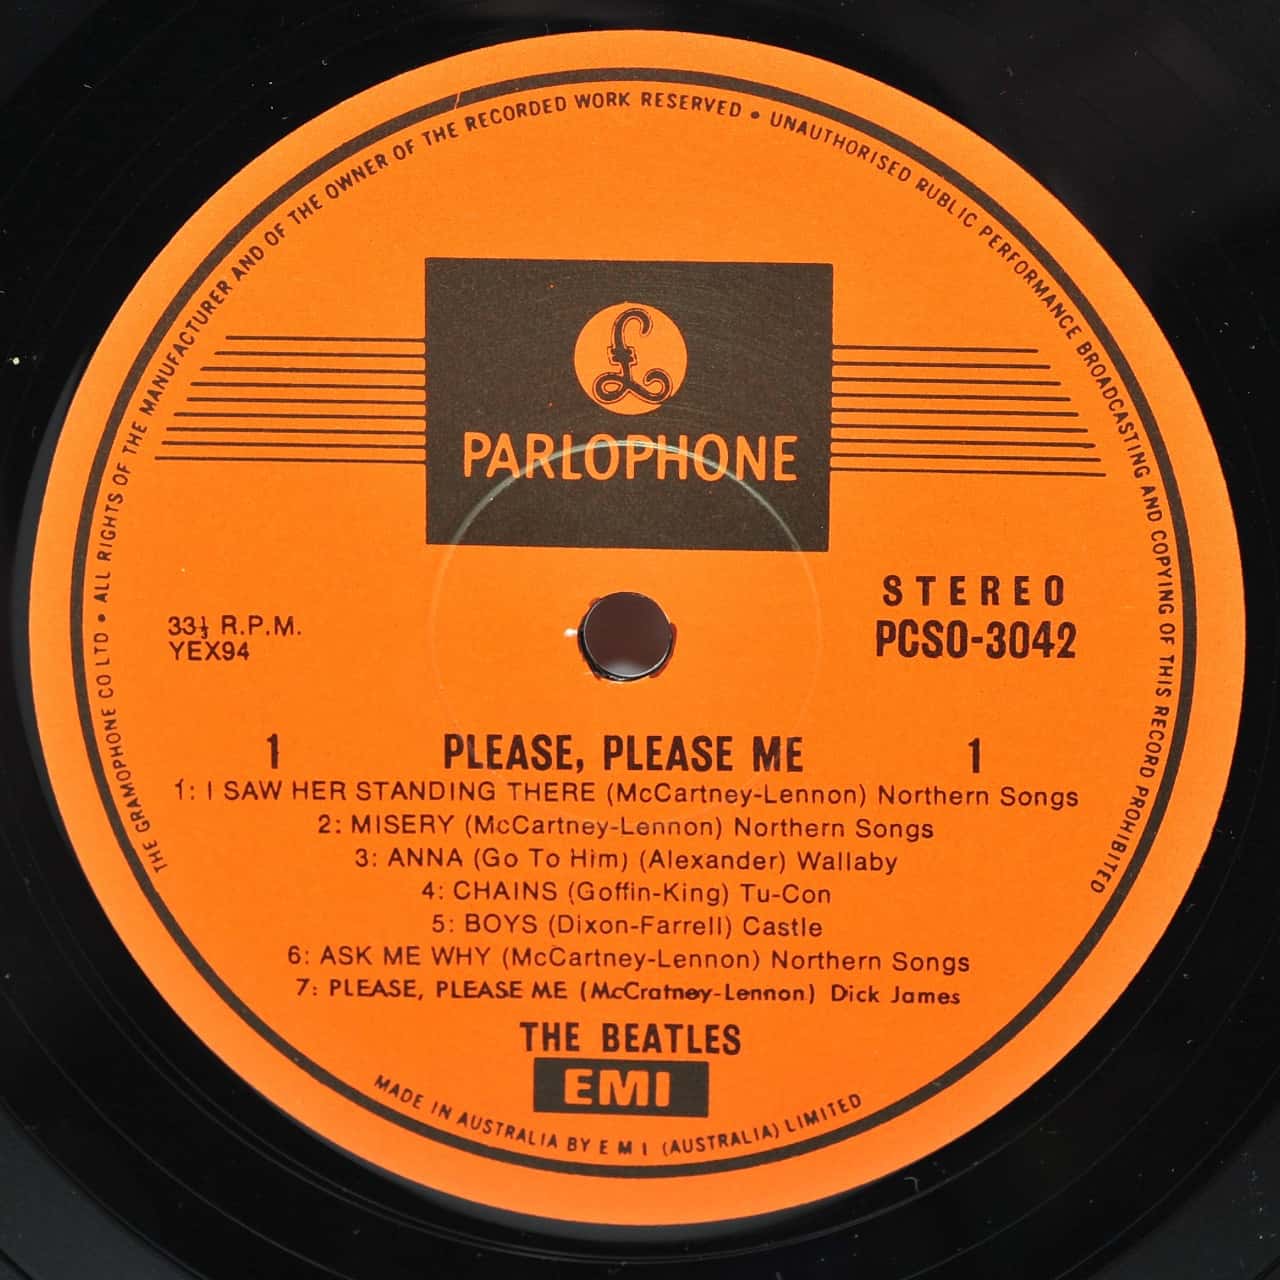 THE GRAMOPHONE CO LTD • ALL RIGHTS OF THE MANUFACTURER AND OF THE OWNER OF THE RECORDED WORK RESERVED • UNAUTHORISED PUBLIC PERFORMANCE BROADCASTING AND COPYING OF THIS RECORD PROHIBITED
£
PARLOPHONE
STEREO
PCSO-3042
33⅓ R.P.M.
YEX94
1 PLEASE, PLEASE ME 1
1: I SAW HER STANDING THERE (McCartney-Lennon) Northern Songs
2: MISERY (McCartney-Lennon) Northern Songs
3: ANNA (Go To Him) (Alexander) Wallaby
4: CHAINS (Goffin-King) Tu-Con
5: BOYS (Dixon-Farrell) Castle
6: ASK ME WHY (McCartney-Lennon) Northern Songs
7: PLEASE, PLEASE ME (McCratney-Lennon) Dick James
THE BEATLES
EMI
MADE IN AUSTRALIA BY E M I (AUSTRALIA) LIMITED